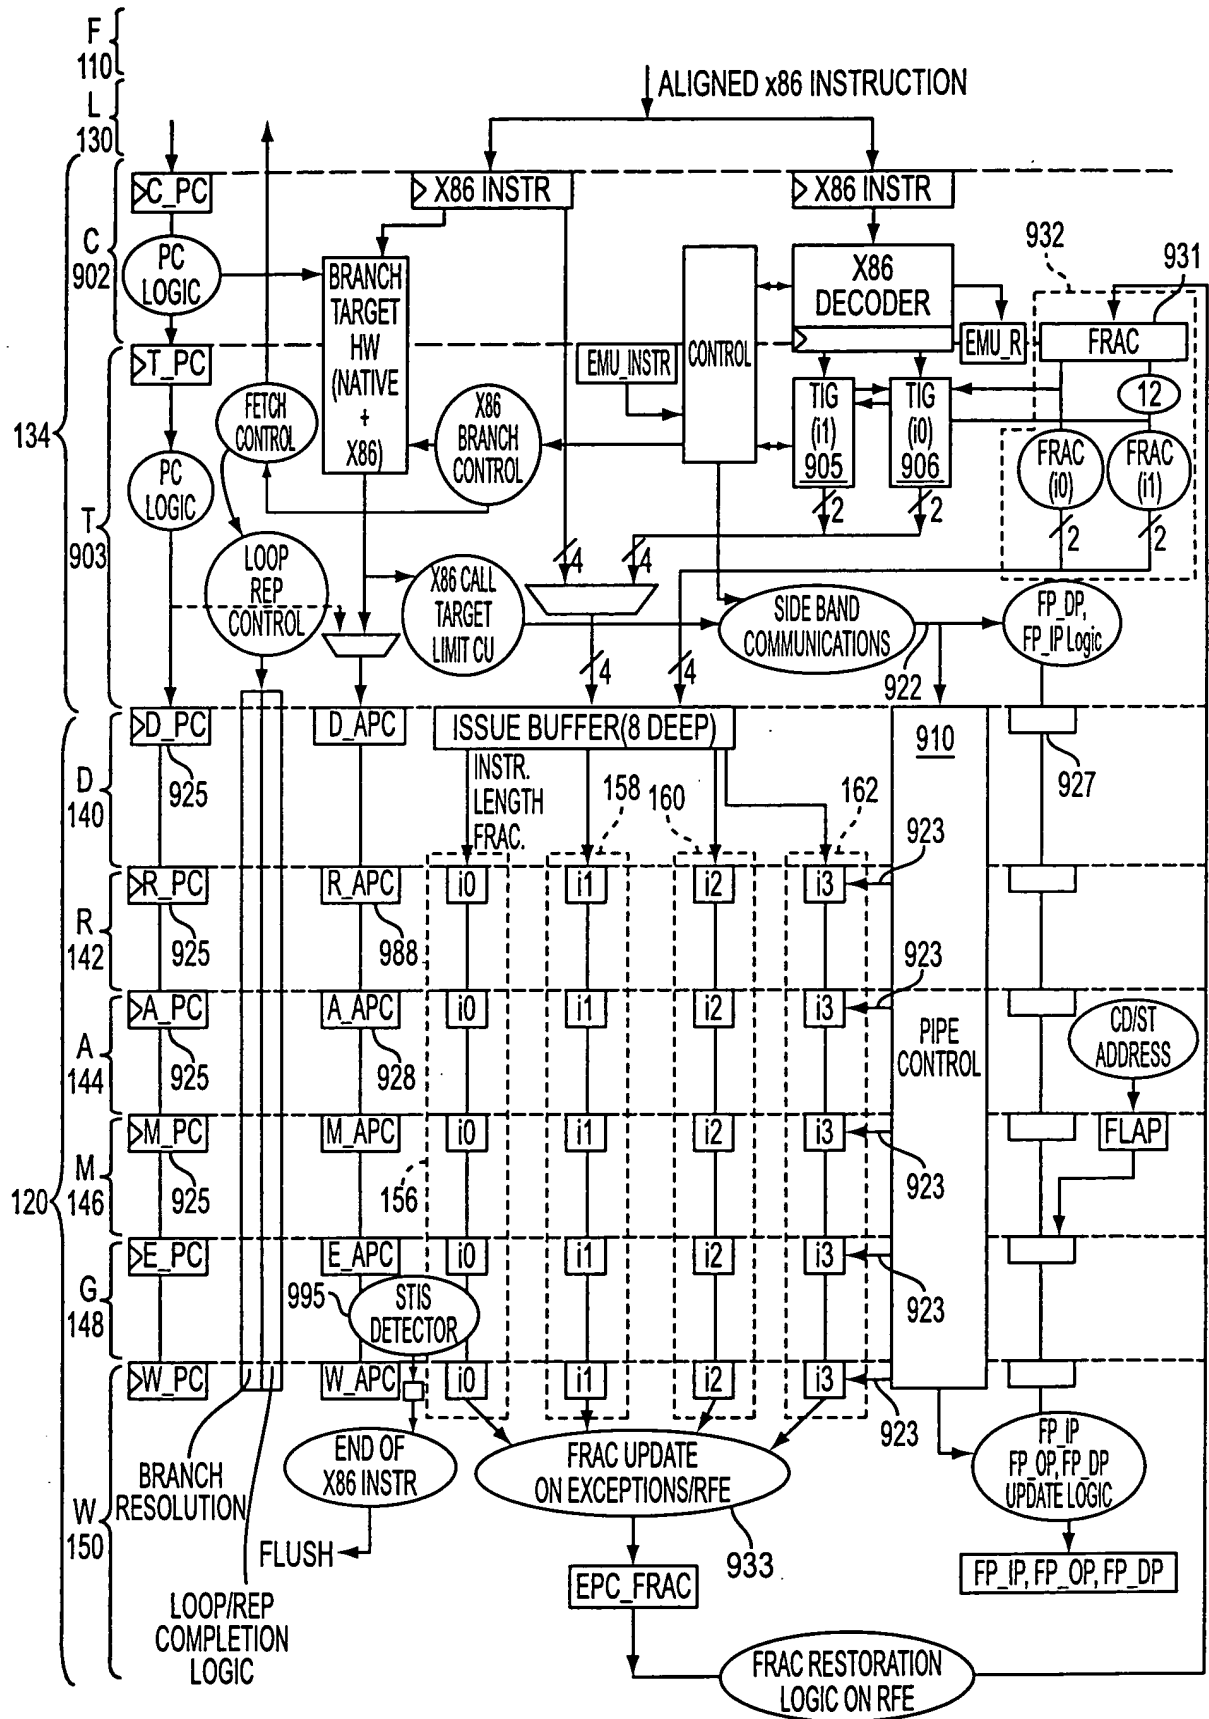 F
110
ALIGNED x86 INSTRUCTION
L
130
C_PC
X86 INSTR
X86 INSTR
C
902
PC
LOGIC
BRANCH
TARGET
HW
(NATIVE
+
X86)
CONTROL
X86
DECODER
932
931
EMU_R
FRAC
T_PC
EMU_INSTR
134
FETCH
CONTROL
X86
BRANCH
CONTROL
TIG
(i1)
905
TIG
(i0)
906
12
FRAC
(i0)
FRAC
(i1)
PC
LOGIC
2
2
2
2
T
903
LOOP
REP
CONTROL
4
4
X86 CALL
TARGET
LIMIT CU
SIDE BAND
COMMUNICATIONS
FP_DP,
FP_IP Logic
4
4
922
D_PC
D_APC
ISSUE BUFFER(8 DEEP)
910
925
927
D
140
INSTR.
LENGTH
FRAC.
158
160
162
923
R_PC
R_APC
i0
i1
i2
i3
R
142
925
988
923
A_PC
A_APC
i0
i1
i2
i3
PIPE
CONTROL
CD/ST
ADDRESS
A
144
925
928
M_PC
M_APC
i0
i1
i2
i3
FLAP
120
M
146
925
156
923
E_PC
E_APC
i0
i1
i2
i3
G
148
995
STIS
DETECTOR
923
W_PC
W_APC
i0
i1
i2
i3
923
BRANCH
RESOLUTION
END OF
X86 INSTR
FRAC UPDATE
ON EXCEPTIONS/RFE
FP_IP
FP_OP, FP_DP
UPDATE LOGIC
W
150
FLUSH
933
EPC_FRAC
FP_IP, FP_OP, FP_DP
LOOP/REP
COMPLETION
LOGIC
FRAC RESTORATION
LOGIC ON RFE